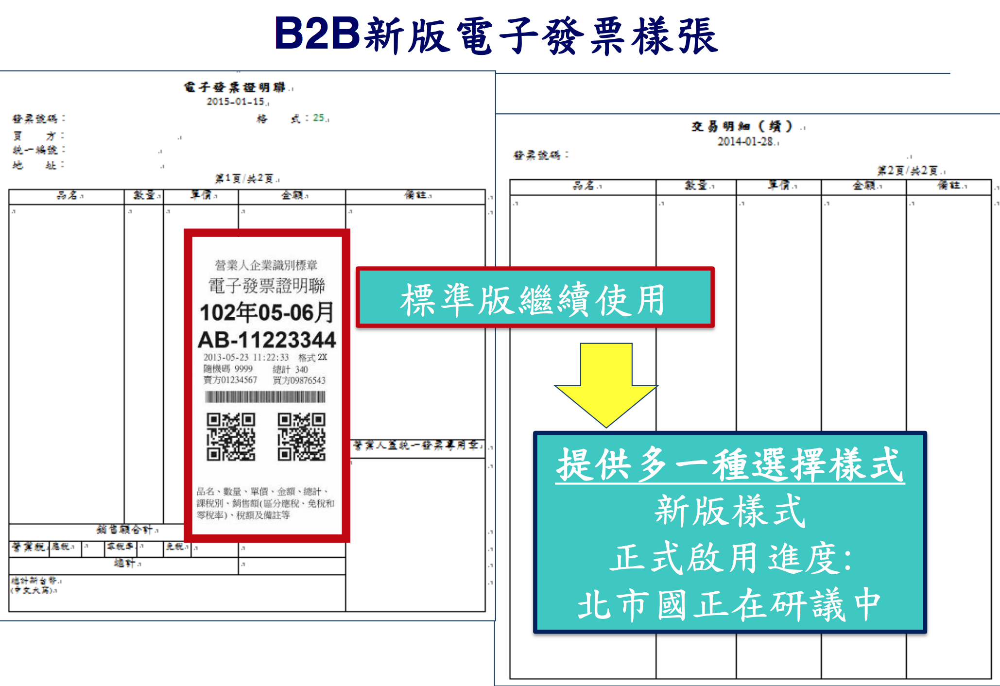 B2B新版電子發票樣張
電子發票證明聯
2015-01-15
發票號碼：
格　式：25
買　方：
統一編號：
地　址：
第1頁/共2頁
品名 數量 單價 金額 備註
營業人企業識別標章
電子發票證明聯
102年05-06月
AB-11223344
2013-05-23 11:22:33 格式 2X
隨機碼 9999 總計 340
賣方01234567 買方09876543
品名、數量、單價、金額、總計、
課稅別、銷售額(區分應稅、免稅和
零稅率)、稅額及備註等
營業人蓋統一發票專用章
銷售額合計
營業稅 應稅 零稅率 免稅
總計
總計新台幣
(中文大寫)
交易明細（續）
2014-01-28
發票號碼：
第2頁/共2頁
品名 數量 單價 金額 備註
標準版繼續使用
提供多一種選擇樣式
新版樣式
正式啟用進度:
北市國正在研議中